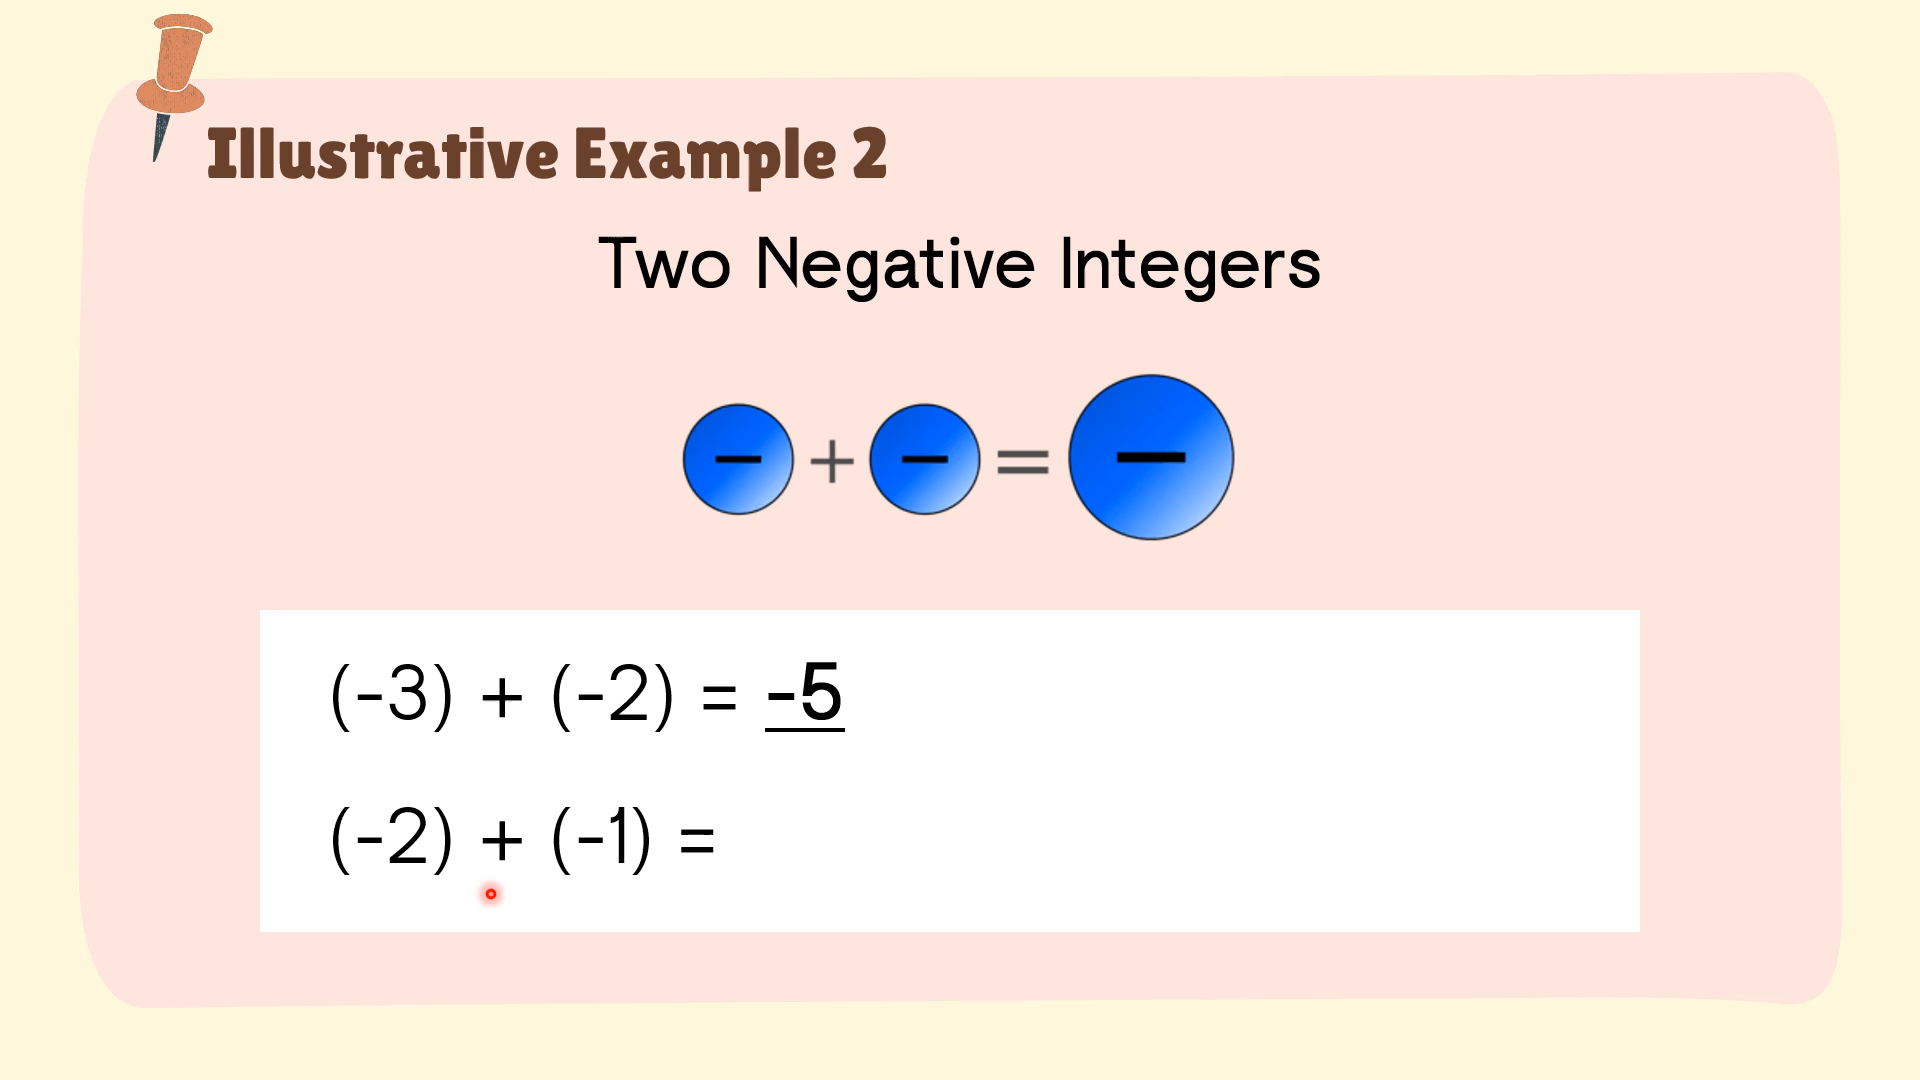 Illustrative Example 2
Two Negative Integers
− + − = −
(-3) + (-2) = -5
(-2) + (-1) =